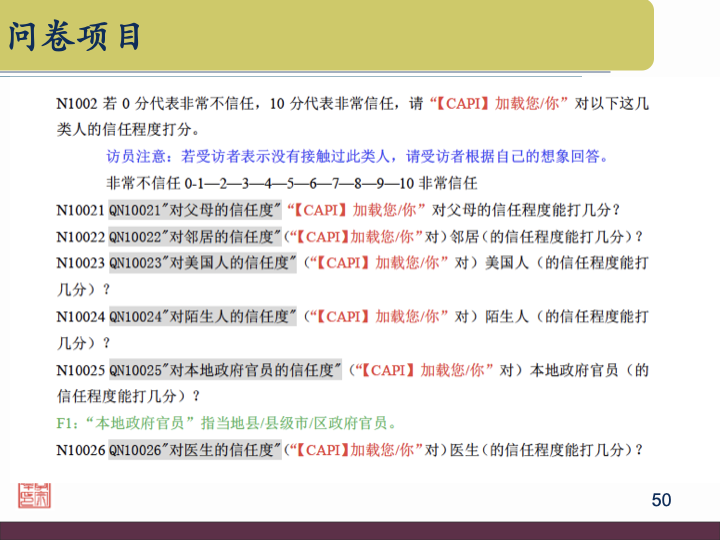 问卷项目
N1002 若 0 分代表非常不信任，10 分代表非常信任，请“【CAPI】加载您/你”对以下这几
类人的信任程度打分。
访员注意：若受访者表示没有接触过此类人，请受访者根据自己的想象回答。
非常不信任 0-1—2—3—4—5—6—7—8—9—10 非常信任
N10021 QN10021"对父母的信任度"“【CAPI】加载您/你”对父母的信任程度能打几分？
N10022 QN10022"对邻居的信任度"（“【CAPI】加载您/你”对）邻居（的信任程度能打几分）？
N10023 QN10023"对美国人的信任度"（“【CAPI】加载您/你”对）美国人（的信任程度能打
几分）？
N10024 QN10024"对陌生人的信任度"（“【CAPI】加载您/你”对）陌生人（的信任程度能打
几分）？
N10025 QN10025"对本地政府官员的信任度"（“【CAPI】加载您/你”对）本地政府官员（的
信任程度能打几分）？
F1：“本地政府官员”指当地县/县级市/区政府官员。
N10026 QN10026"对医生的信任度"（“【CAPI】加载您/你”对）医生（的信任程度能打几分）？
50